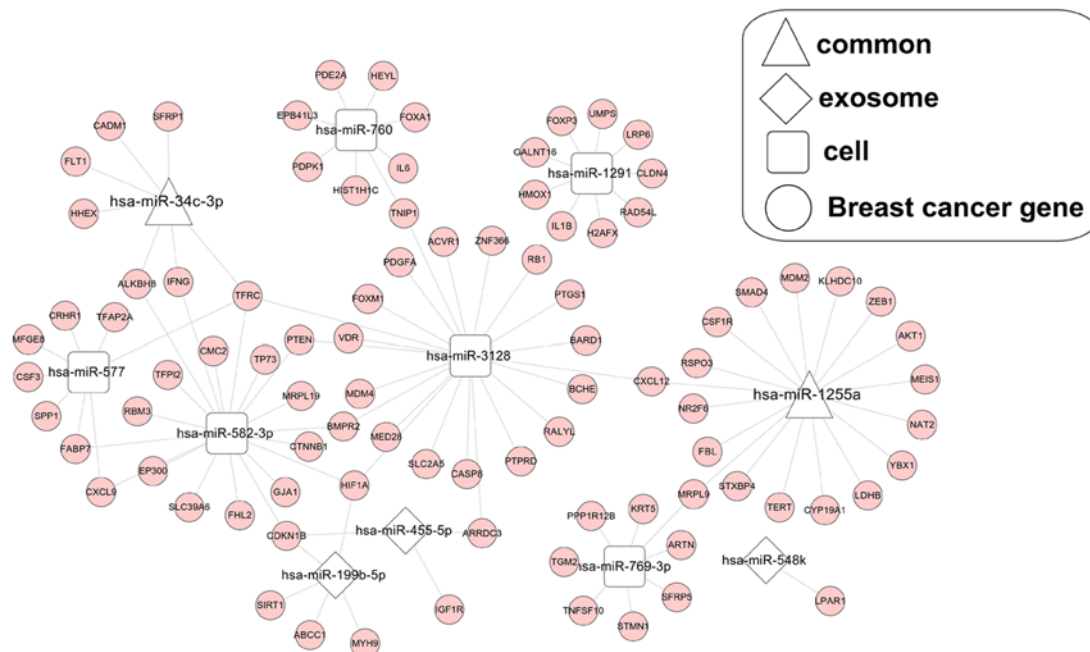 common
exosome
cell
Breast cancer gene
PDE2A
HEYL
EPB41L3
FOXA1
hsa-miR-760
PDPK1
IL6
HIST1H1C
TNIP1
SFRP1
CADM1
FLT1
HHEX
hsa-miR-34c-3p
UMPS
FOXP3
LRP6
GALNT16
hsa-miR-1291
CLDN4
HMOX1
RAD54L
IL1B
H2AFX
ACVR1
ZNF366
PDGFA
RB1
FOXM1
PTGS1
VDR
BARD1
hsa-miR-3128
BCHE
CXCL12
MDM4
BMPR2
MED28
RALYL
SLC2A5
CASP8
PTPRD
ALKBH8
IFNG
TFRC
CRHR1
TFAP2A
MFGE8
hsa-miR-577
CSF3
SPP1
FABP7
CXCL9
CMC2
TP73
PTEN
TFPI2
MRPL19
RBM3
hsa-miR-582-3p
CTNNB1
EP300
GJA1
HIF1A
SLC39A6
FHL2
CDKN1B
hsa-miR-455-5p
ARRDC3
hsa-miR-199b-5p
SIRT1
ABCC1
MYH9
IGF1R
MDM2
KLHDC10
SMAD4
ZEB1
CSF1R
AKT1
RSPO3
MEIS1
hsa-miR-1255a
NR2F6
NAT2
FBL
YBX1
STXBP4
LDHB
MRPL9
TERT
CYP19A1
PPP1R12B
KRT5
ARTN
TGM2
hsa-miR-769-3p
SFRP5
TNFSF10
STMN1
hsa-miR-548k
LPAR1